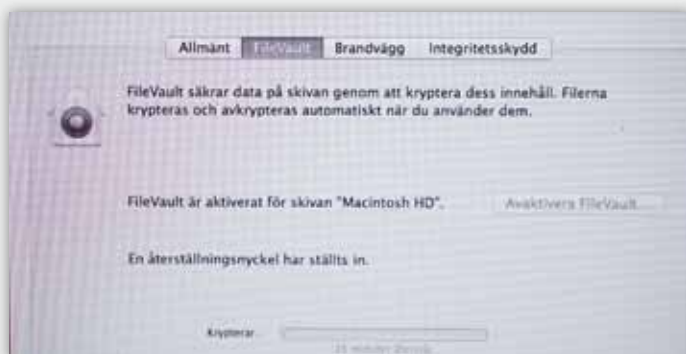 Allmänt FileVault Brandvägg Integritetsskydd
FileVault säkrar data på skivan genom att kryptera dess innehåll. Filerna
krypteras och avkrypteras automatiskt när du använder dem.
FileVault är aktiverat för skivan "Macintosh HD".
Avaktivera FileVault...
En återställningsnyckel har ställts in.
Krypterar
minuter